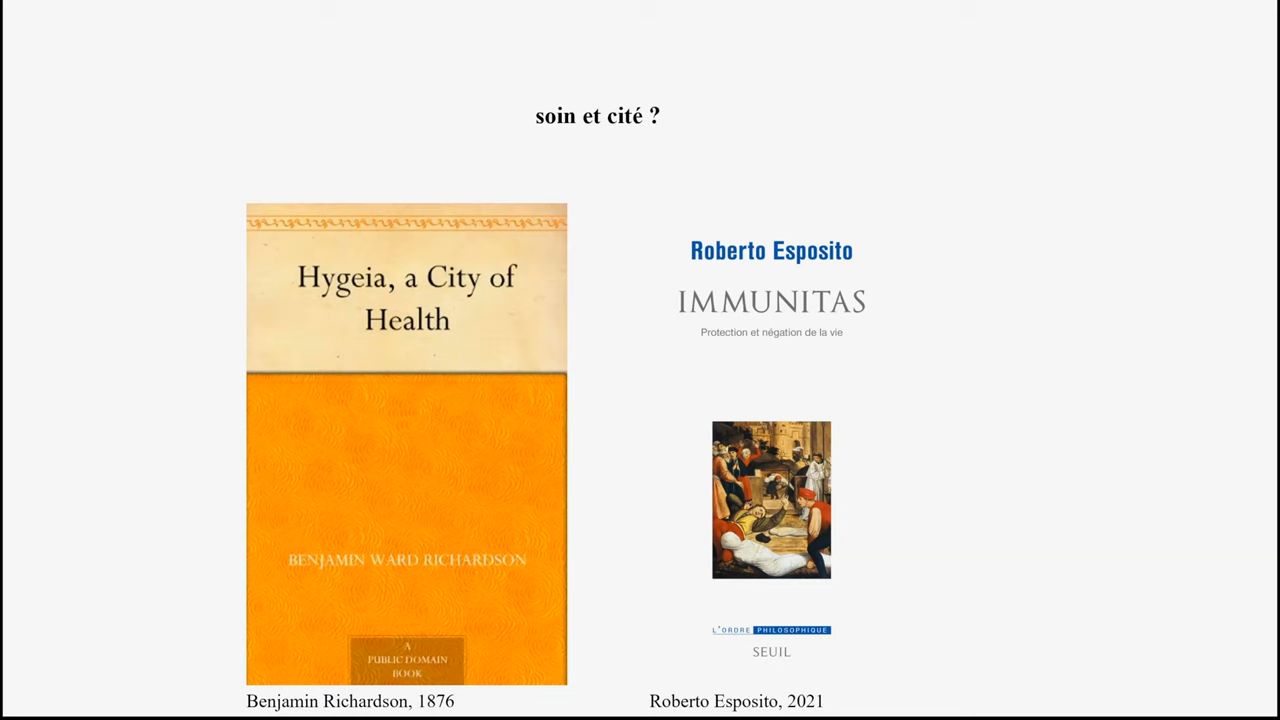 soin et cité ?
Hygeia, a City of
Health
BENJAMIN WARD RICHARDSON
A
PUBLIC DOMAIN
BOOK
Benjamin Richardson, 1876
Roberto Esposito
IMMUNITAS
Protection et négation de la vie
L'ORDRE PHILOSOPHIQUE
SEUIL
Roberto Esposito, 2021